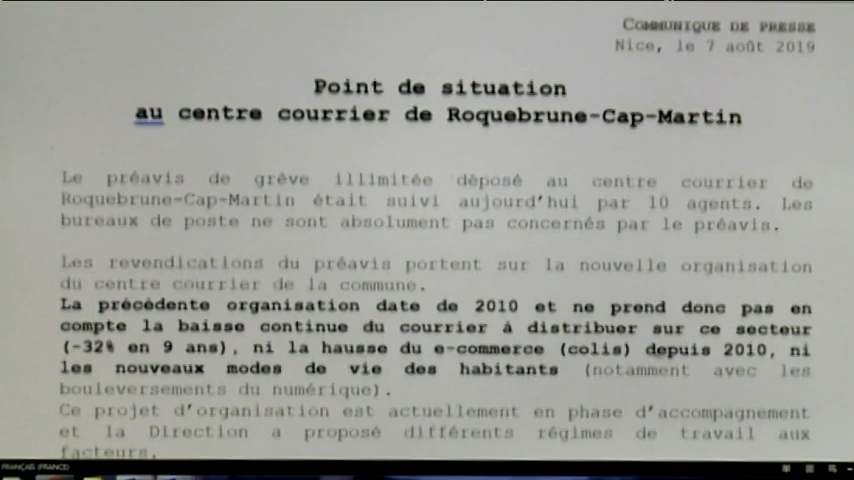 COMMUNIQUE DE PRESSE
Nice, le 7 août 2019
Point de situation
au centre courrier de Roquebrune-Cap-Martin
Le préavis de grève illimitée déposé au centre courrier de
Roquebrune-Cap-Martin était suivi aujourd'hui par 10 agents. Les
bureaux de poste ne sont absolument pas concernés par le préavis.
Les revendications du préavis portent sur la nouvelle organisation
du centre courrier de la commune.
La précédente organisation date de 2010 et ne prend donc pas en
compte la baisse continue du courrier à distribuer sur ce secteur
(-32% en 9 ans), ni la hausse du e-commerce (colis) depuis 2010, ni
les nouveaux modes de vie des habitants (notamment avec les
bouleversements du numérique).
Ce projet d'organisation est actuellement en phase d'accompagnement
et la Direction a proposé différents régimes de travail aux
facteurs.
FRANÇAIS (FRANCE)